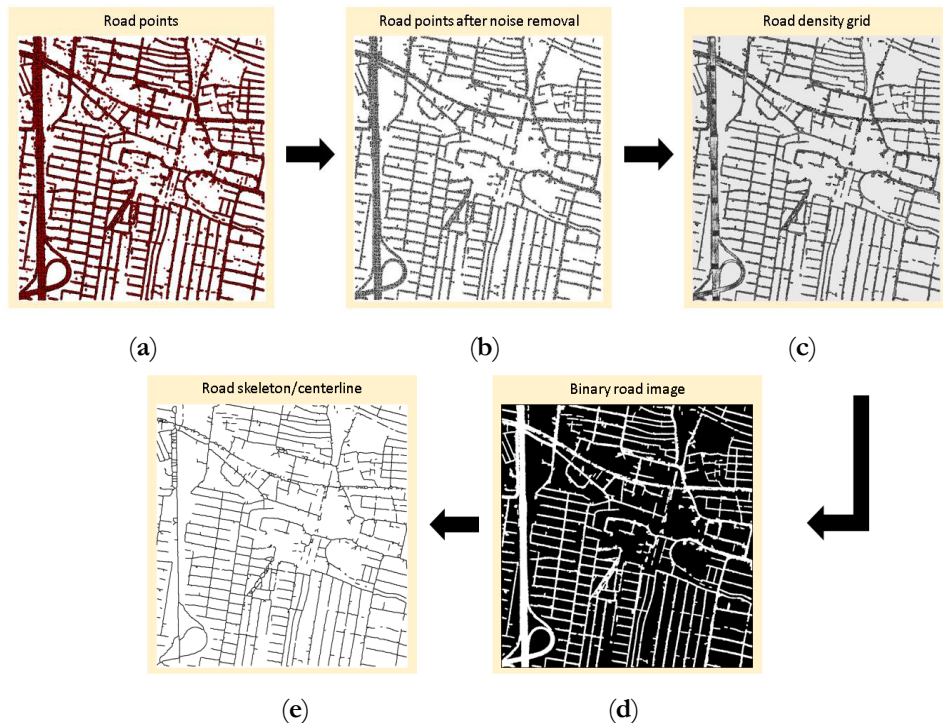 Road points
Road points after noise removal
Road density grid
(a)
(b)
(c)
Road skeleton/centerline
Binary road image
(e)
(d)